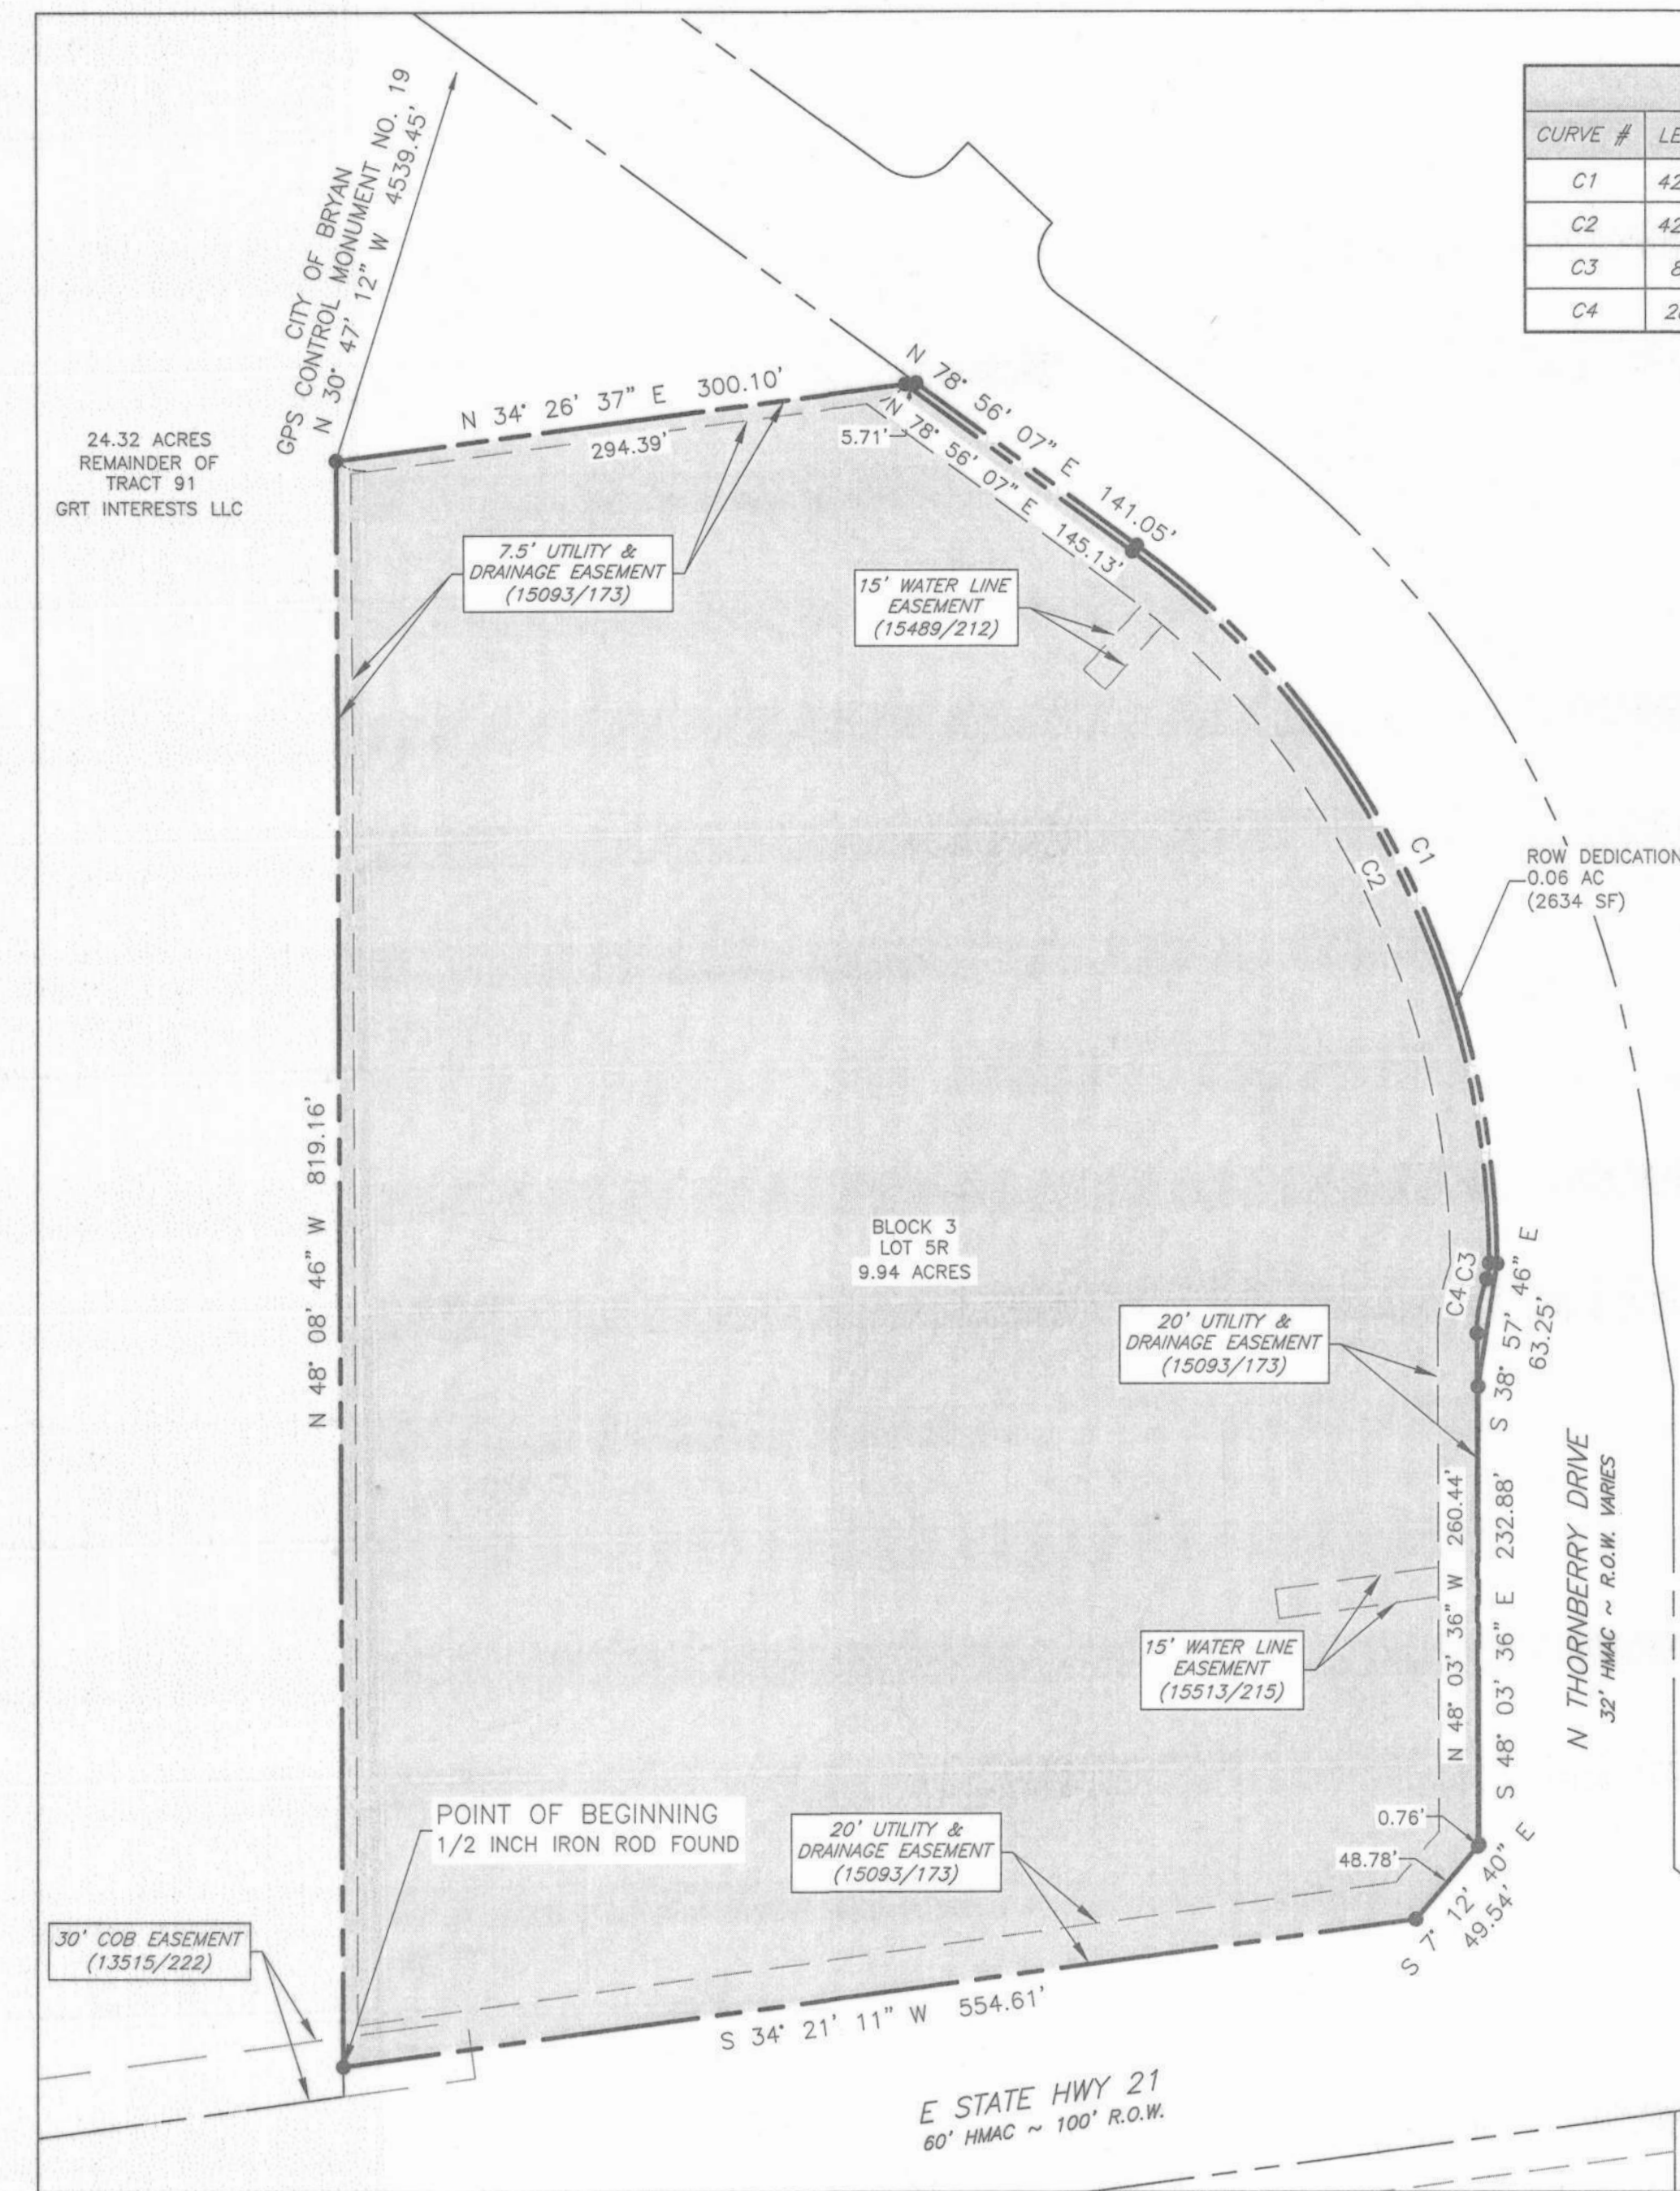 CITY OF BRYAN
GPS CONTROL MONUMENT NO. 19
N 30° 47' 12" W 4539.45'
CURVE #
C1
C2
C3
C4
N 34° 26' 37" E 300.10'
294.39'
5.71'
N 78° 56' 07" E 141.05'
N 78° 56' 07" E 145.13'
24.32 ACRES
REMAINDER OF
TRACT 91
GRT INTERESTS LLC
7.5' UTILITY &
DRAINAGE EASEMENT
(15093/173)
15' WATER LINE
EASEMENT
(15489/212)
C1
C2
ROW DEDICATION
0.06 AC
(2634 SF)
N 48° 08' 46" W 819.16'
BLOCK 3
LOT 5R
9.94 ACRES
C4 C3
S 38° 57' 46" E
63.25'
20' UTILITY &
DRAINAGE EASEMENT
(15093/173)
N 48° 03' 36" W 260.44'
S 48° 03' 36" E 232.88'
N THORNBERRY DRIVE
32' HMAC ~ R.O.W. VARIES
15' WATER LINE
EASEMENT
(15513/215)
POINT OF BEGINNING
1/2 INCH IRON ROD FOUND
20' UTILITY &
DRAINAGE EASEMENT
(15093/173)
0.76'
48.78'
S 7° 12' 40" E
49.54'
30' COB EASEMENT
(13515/222)
S 34° 21' 11" W 554.61'
E STATE HWY 21
60' HMAC ~ 100' R.O.W.